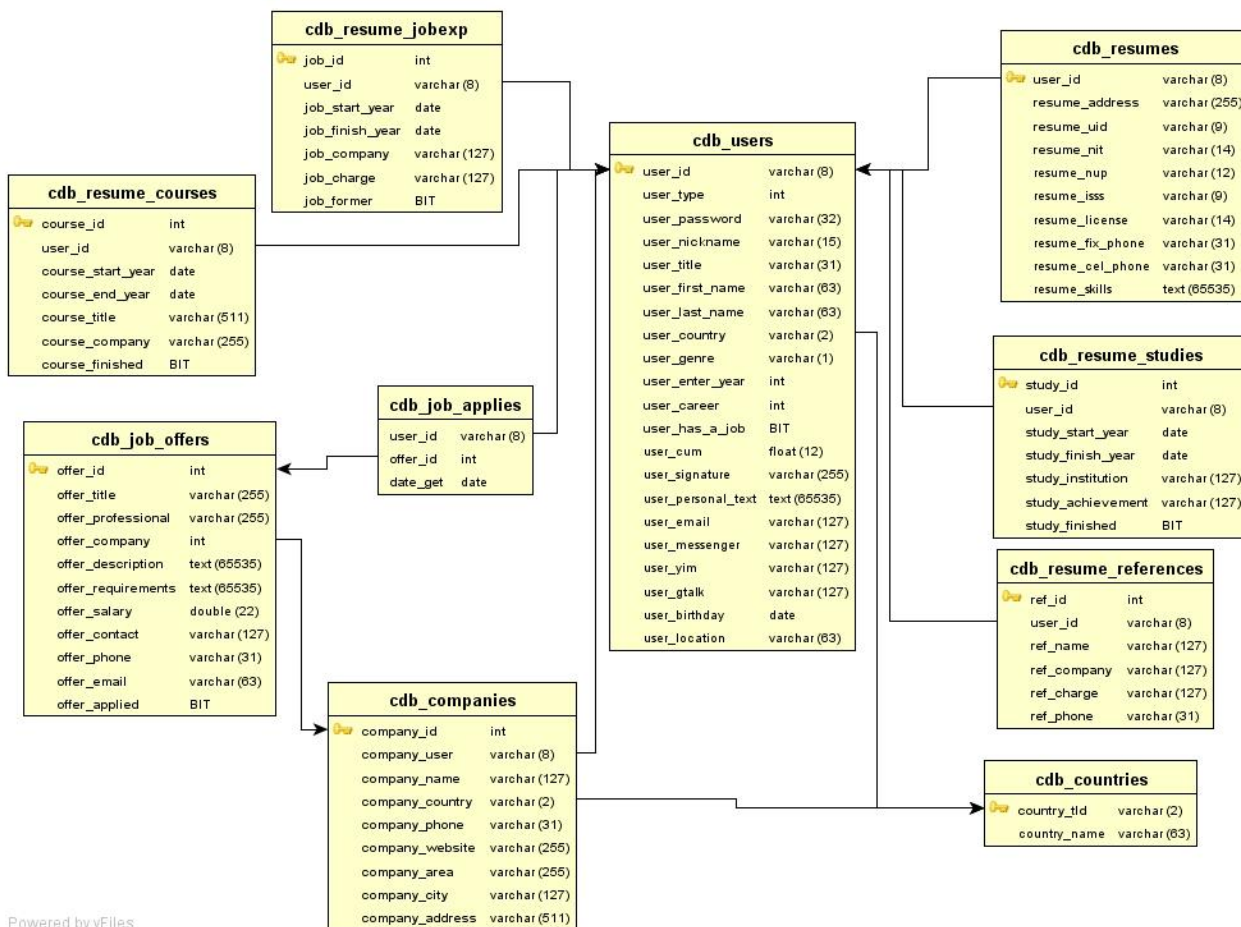 cdb_resume_jobexp
job_id int
user_id varchar(8)
job_start_year date
job_finish_year date
job_company varchar(127)
job_charge varchar(127)
job_former BIT
cdb_resumes
user_id varchar(8)
resume_address varchar(255)
resume_uid varchar(9)
resume_nit varchar(14)
resume_nup varchar(12)
resume_isss varchar(9)
resume_license varchar(14)
resume_fix_phone varchar(31)
resume_cel_phone varchar(31)
resume_skills text(65535)
cdb_users
user_id varchar(8)
user_type int
user_password varchar(32)
user_nickname varchar(15)
user_title varchar(31)
user_first_name varchar(63)
user_last_name varchar(63)
user_country varchar(2)
user_genre varchar(1)
user_enter_year int
user_career int
user_has_a_job BIT
user_cum float(12)
user_signature varchar(255)
user_personal_text text(65535)
user_email varchar(127)
user_messenger varchar(127)
user_yim varchar(127)
user_gtalk varchar(127)
user_birthday date
user_location varchar(63)
cdb_resume_courses
course_id int
user_id varchar(8)
course_start_year date
course_end_year date
course_title varchar(511)
course_company varchar(255)
course_finished BIT
cdb_resume_studies
study_id int
user_id varchar(8)
study_start_year date
study_finish_year date
study_institution varchar(127)
study_achievement varchar(127)
study_finished BIT
cdb_job_applies
user_id varchar(8)
offer_id int
date_get date
cdb_job_offers
offer_id int
offer_title varchar(255)
offer_professional varchar(255)
offer_company int
offer_description text(65535)
offer_requirements text(65535)
offer_salary double(22)
offer_contact varchar(127)
offer_phone varchar(31)
offer_email varchar(63)
offer_applied BIT
cdb_resume_references
ref_id int
user_id varchar(8)
ref_name varchar(127)
ref_company varchar(127)
ref_charge varchar(127)
ref_phone varchar(31)
cdb_companies
company_id int
company_user varchar(8)
company_name varchar(127)
company_country varchar(2)
company_phone varchar(31)
company_website varchar(255)
company_area varchar(255)
company_city varchar(127)
company_address varchar(511)
cdb_countries
country_tld varchar(2)
country_name varchar(63)
Powered by yFiles